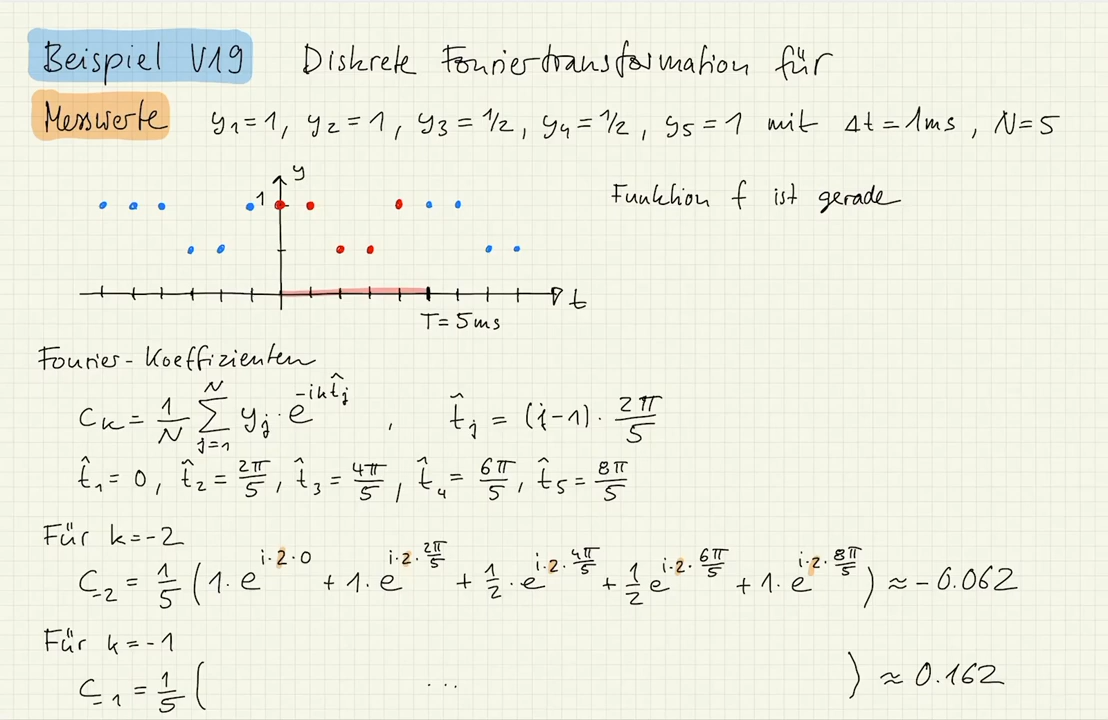 Beispiel V19 Diskrete Fouriertransformation für
Messwerte y₁=1, y₂=1, y₃=1/2, y₄=1/2, y₅=1 mit Δt=1ms, N=5
y
1
Funktion f ist gerade
t
T=5ms
Fourier-Koeffizienten
c_k = 1/N ∑_{j=1}^{N} y_j · e^{-ik t̂_j} , t̂_j = (j-1) · 2π/5
t̂₁ = 0, t̂₂ = 2π/5, t̂₃ = 4π/5, t̂₄ = 6π/5, t̂₅ = 8π/5
Für k=-2
c_{-2} = 1/5 (1 · e^{i·2·0} + 1 · e^{i·2·2π/5} + 1/2 · e^{i·2·4π/5} + 1/2 e^{i·2·6π/5} + 1 · e^{i·2·8π/5}) ≈ -0.062
Für k=-1
c_{-1} = 1/5 ( ... ) ≈ 0.162